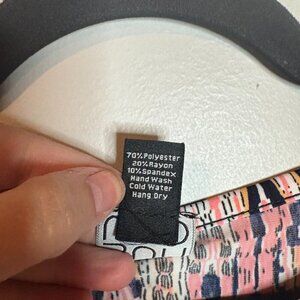 70%Polyester
20%Rayon
10%Spandex
Hand Wash
Cold Water
Hang Dry